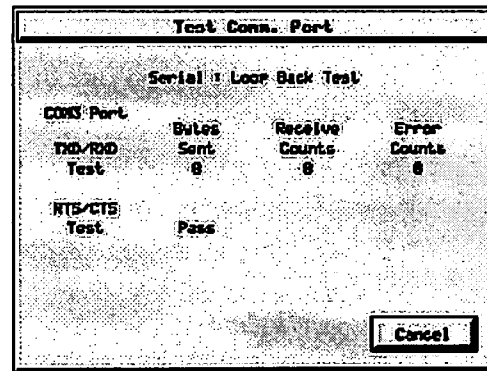 Test Comm. Port
Serial : Loop Back Test
COM3 Port
Bytes Receive Error
TXD/RXD Sent Counts Counts
Test 0 0 0
RTS/CTS
Test Pass
Cancel